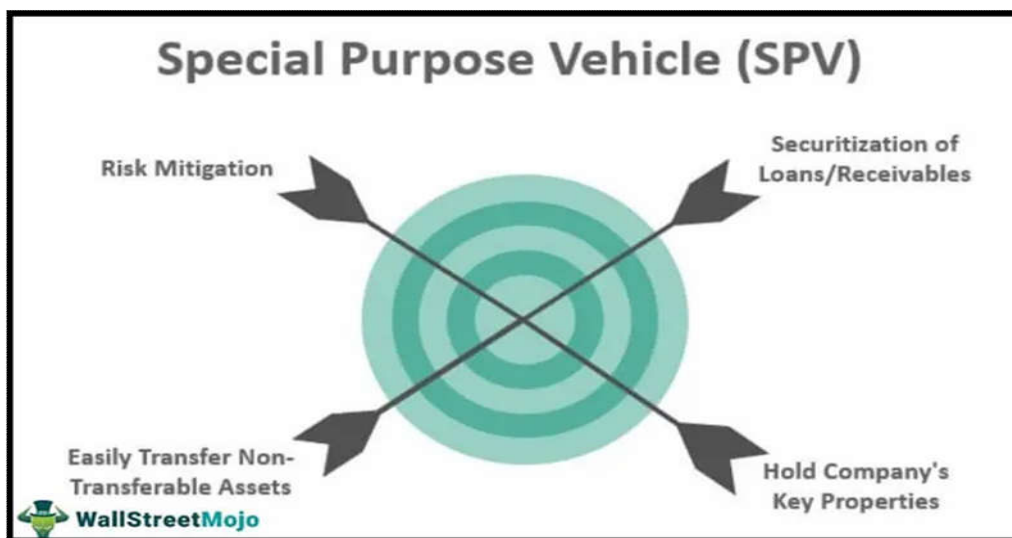 Special Purpose Vehicle (SPV)
Risk Mitigation
Securitization of
Loans/Receivables
Easily Transfer Non-
Transferable Assets
Hold Company's
Key Properties
WallStreetMojo